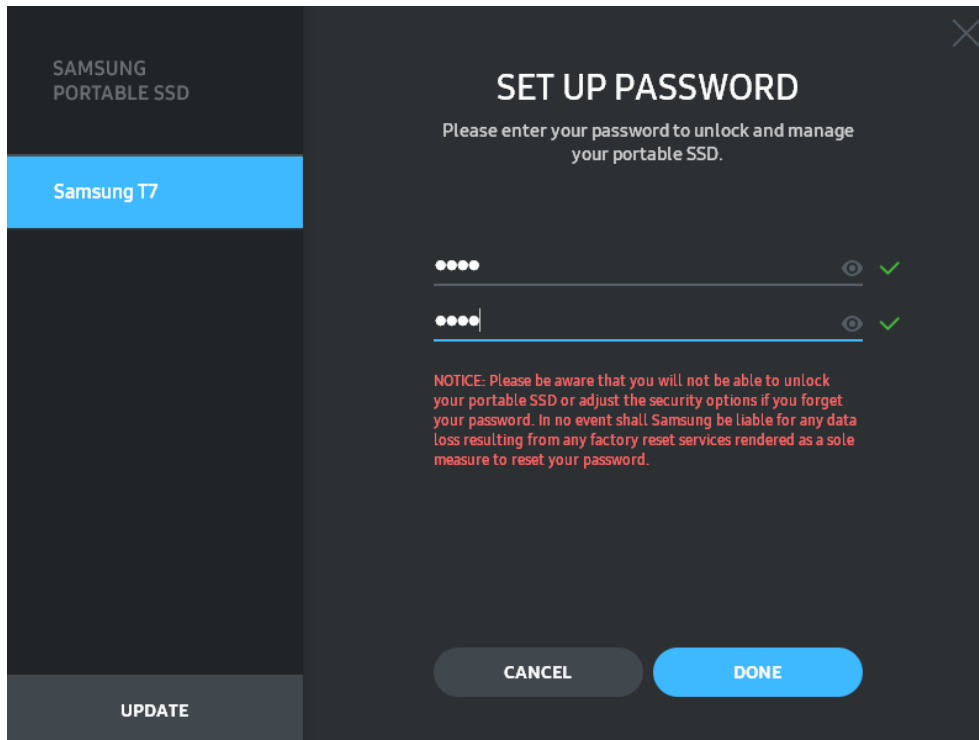 SAMSUNG
PORTABLE SSD
Samsung T7
UPDATE
SET UP PASSWORD
Please enter your password to unlock and manage
your portable SSD.
●●●●
●●●●
NOTICE: Please be aware that you will not be able to unlock
your portable SSD or adjust the security options if you forget
your password. In no event shall Samsung be liable for any data
loss resulting from any factory reset services rendered as a sole
measure to reset your password.
CANCEL
DONE